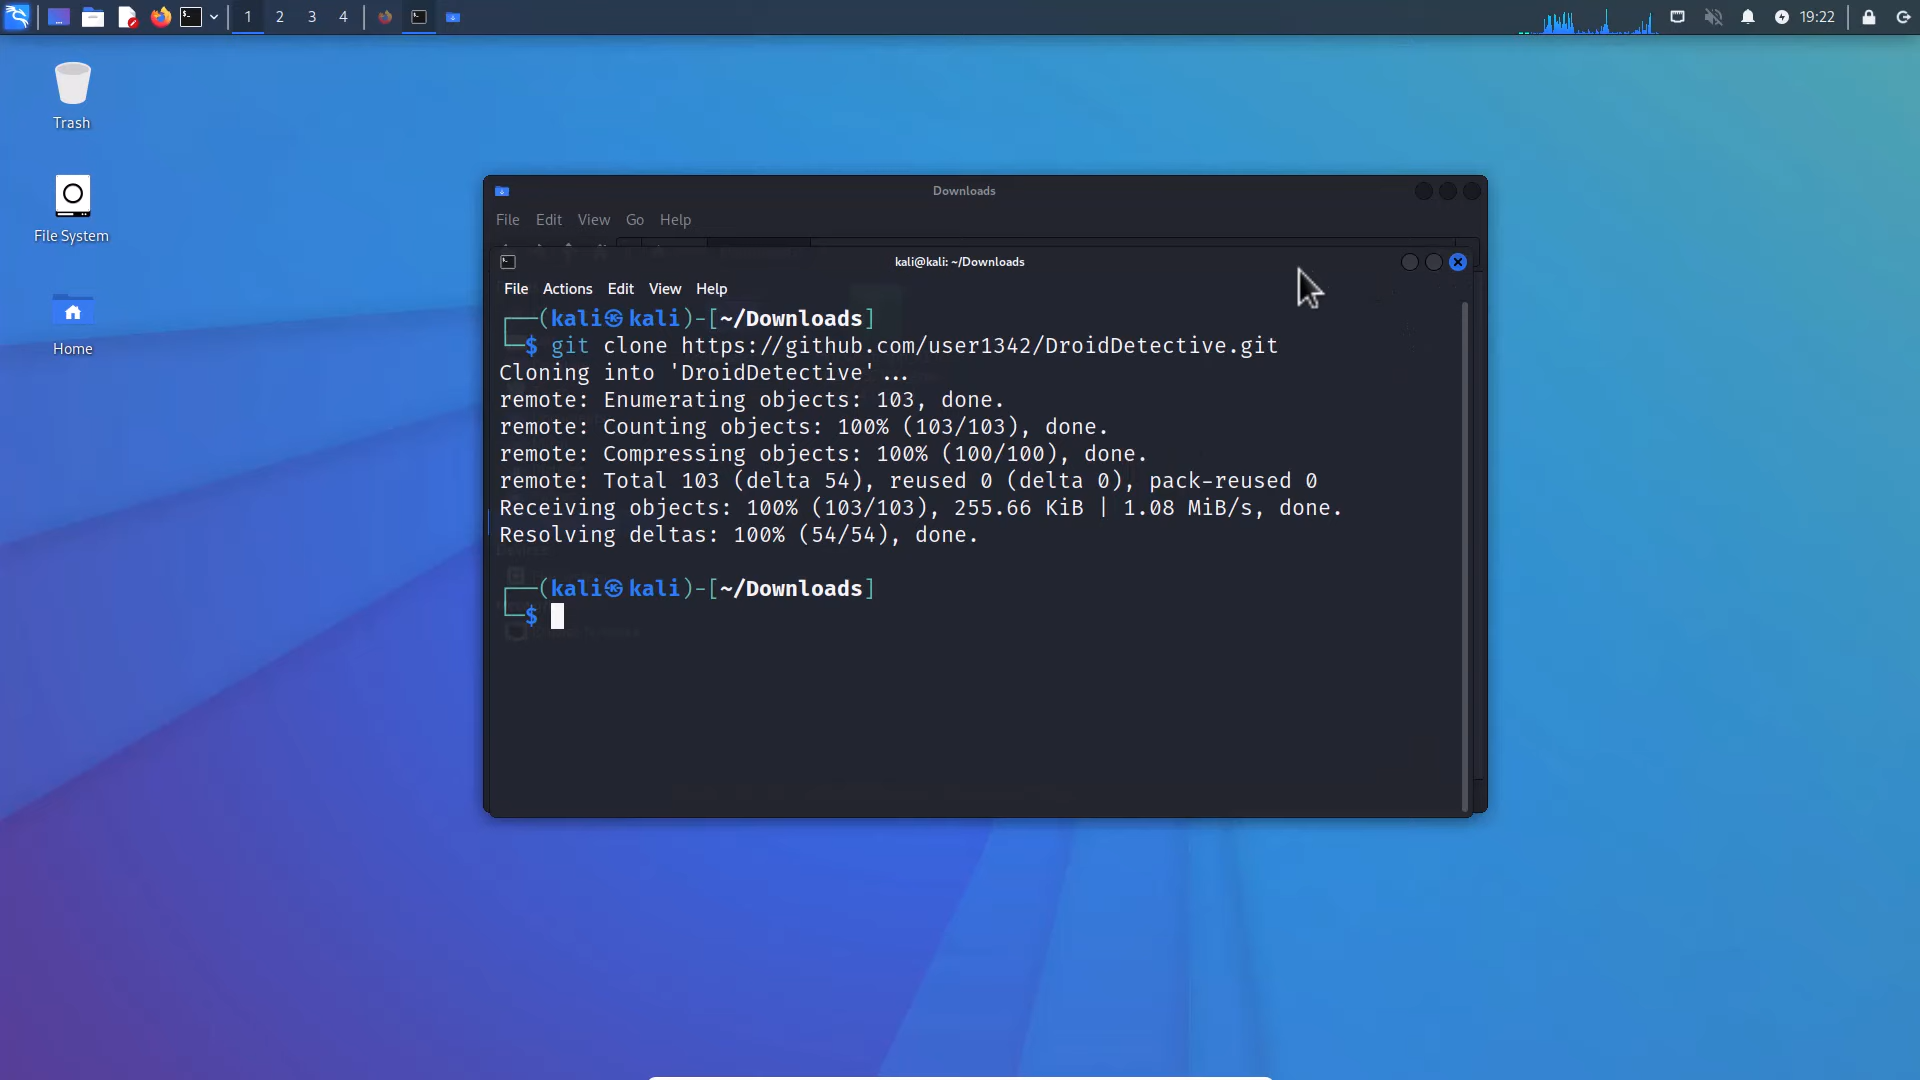 1 2 3 4
19:22
Trash
File System
Home
Downloads
File Edit View Go Help
kali@kali: ~/Downloads
File Actions Edit View Help
┌──(kali㉿kali)-[~/Downloads]
└─$ git clone https://github.com/user1342/DroidDetective.git
Cloning into 'DroidDetective'...
remote: Enumerating objects: 103, done.
remote: Counting objects: 100% (103/103), done.
remote: Compressing objects: 100% (100/100), done.
remote: Total 103 (delta 54), reused 0 (delta 0), pack-reused 0
Receiving objects: 100% (103/103), 255.66 KiB | 1.08 MiB/s, done.
Resolving deltas: 100% (54/54), done.
┌──(kali㉿kali)-[~/Downloads]
└─$